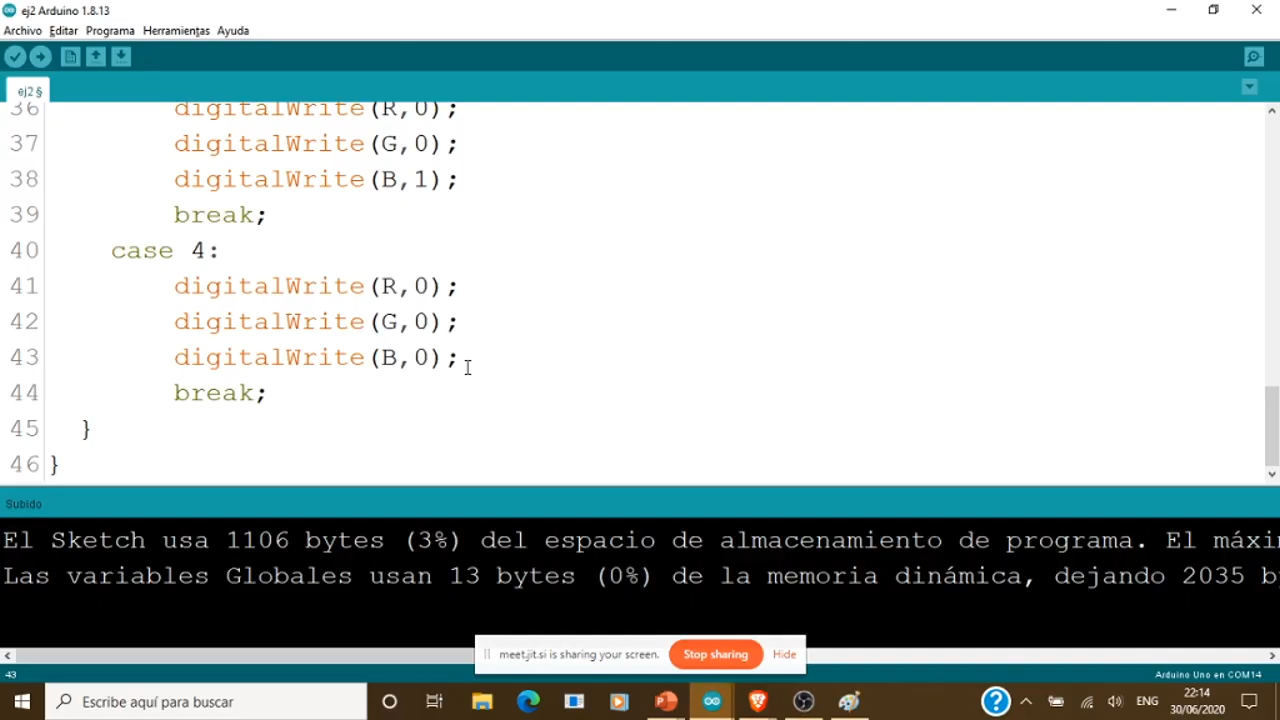 ej2 Arduino 1.8.13
Archivo Editar Programa Herramientas Ayuda
ej2 §
36 digitalWrite(R,0);
37 digitalWrite(G,0);
38 digitalWrite(B,1);
39 break;
40 case 4:
41 digitalWrite(R,0);
42 digitalWrite(G,0);
43 digitalWrite(B,0);
44 break;
45 }
46 }
Subido
El Sketch usa 1106 bytes (3%) del espacio de almacenamiento de programa. El máxi
Las variables Globales usan 13 bytes (0%) de la memoria dinámica, dejando 2035 b
meet.jit.si is sharing your screen. Stop sharing Hide
43 Arduino Uno en COM14
Escribe aquí para buscar
ENG
22:14
30/06/2020